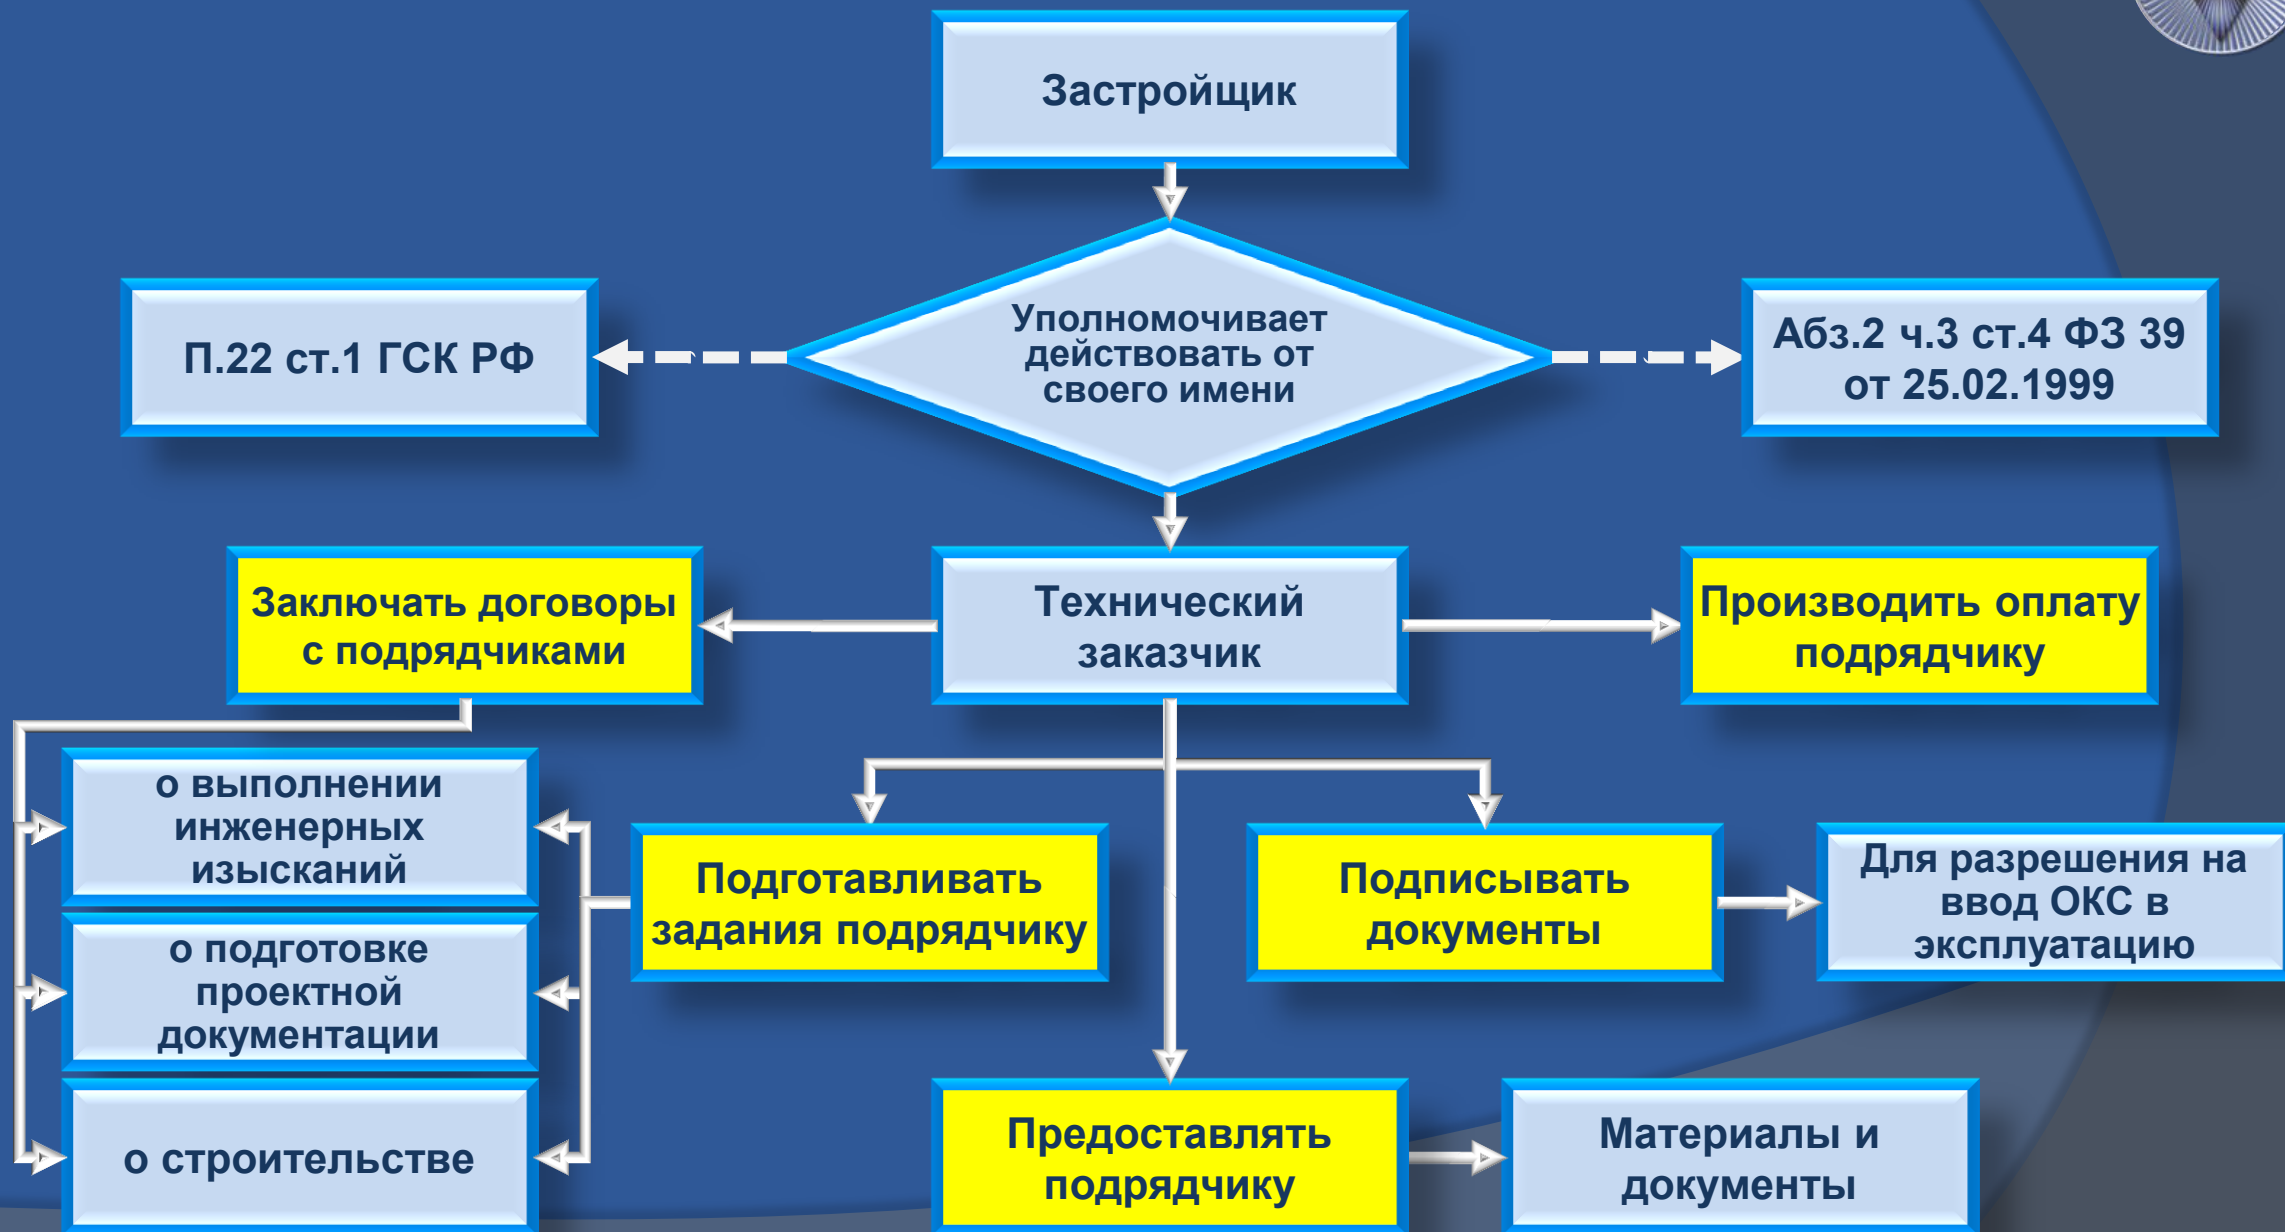 Застройщик
Уполномочивает
действовать от
своего имени
П.22 ст.1 ГСК РФ
Абз.2 ч.3 ст.4 ФЗ 39
от 25.02.1999
Заключать договоры
с подрядчиками
Технический
заказчик
Производить оплату
подрядчику
о выполнении
инженерных
изысканий
о подготовке
проектной
документации
о строительстве
Подготавливать
задания подрядчику
Подписывать
документы
Для разрешения на
ввод ОКС в
эксплуатацию
Предоставлять
подрядчику
Материалы и
документы